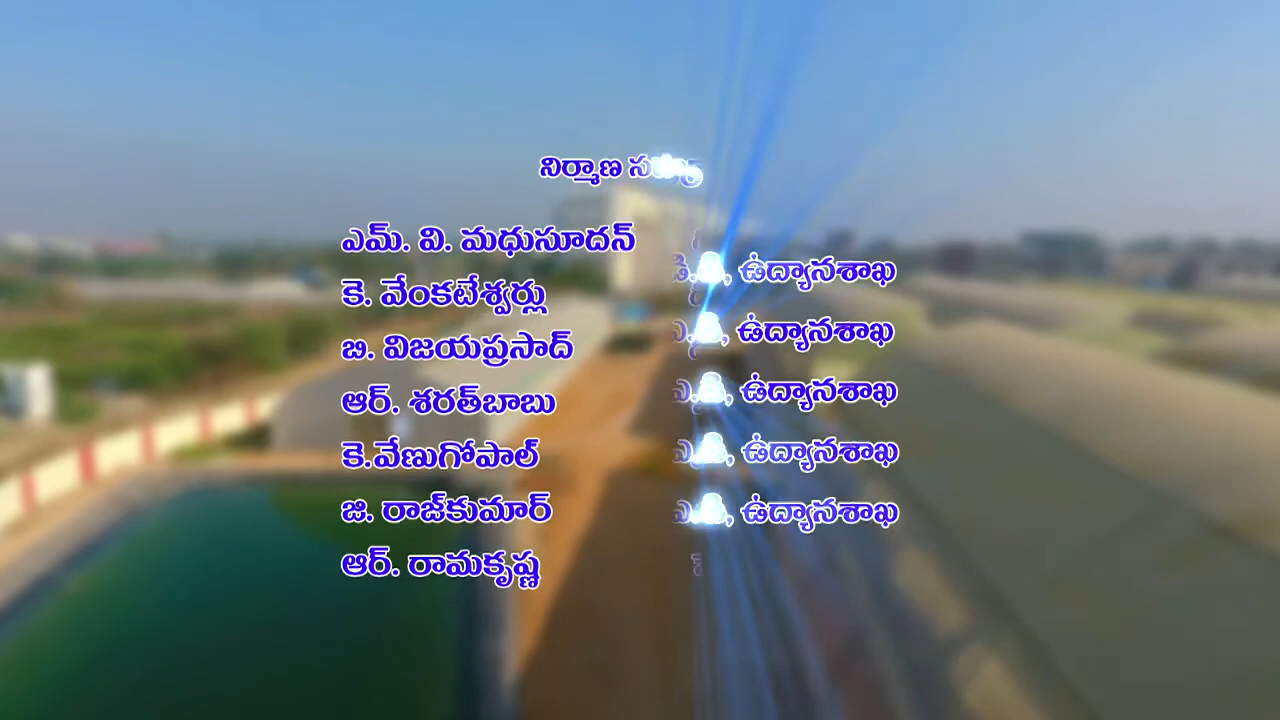 నిర్మాణ
ఎమ్. వి. మధుసూదన్
కె. వేంకటేశ్వర్లు
బి. విజయప్రసాద్
ఆర్. శరత్‌బాబు
కె.వేణుగోపాల్
జి. రాజ్‌కుమార్
ఆర్. రామకృష్ణ
ఉద్యానశాఖ
ఉద్యానశాఖ
ఉద్యానశాఖ
ఉద్యానశాఖ
ఉద్యానశాఖ